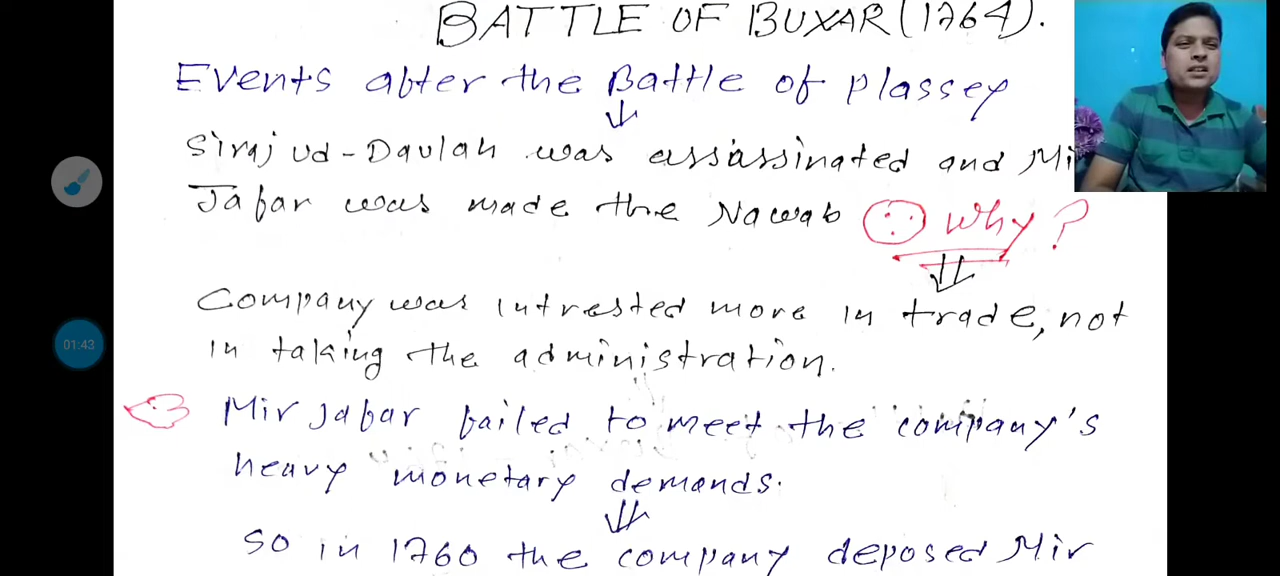 BATTLE OF BUXAR (1764).
Events after the Battle of plassey
Siraj ud-Daulah was assassinated and Mi
Jafar was made the Nawab Why?
Company was intrested more in trade, not
in taking the administration.
01:43
Mir jafar failed to meet the company's
heavy monetary demands.
So in 1760 the company deposed Mir